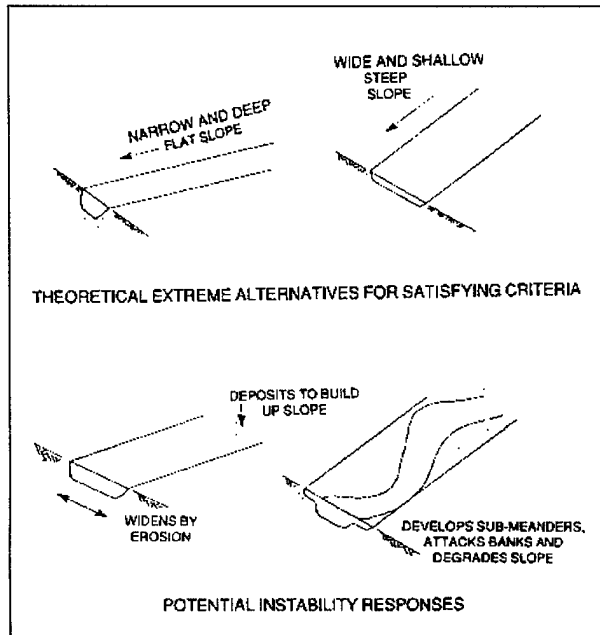 WIDE AND SHALLOW
STEEP
SLOPE
NARROW AND DEEP
FLAT SLOPE
THEORETICAL EXTREME ALTERNATIVES FOR SATISFYING CRITERIA
DEPOSITS TO BUILD
UP SLOPE
WIDENS BY
EROSION
DEVELOPS SUB-MEANDERS,
ATTACKS BANKS AND
DEGRADES SLOPE
POTENTIAL INSTABILITY RESPONSES